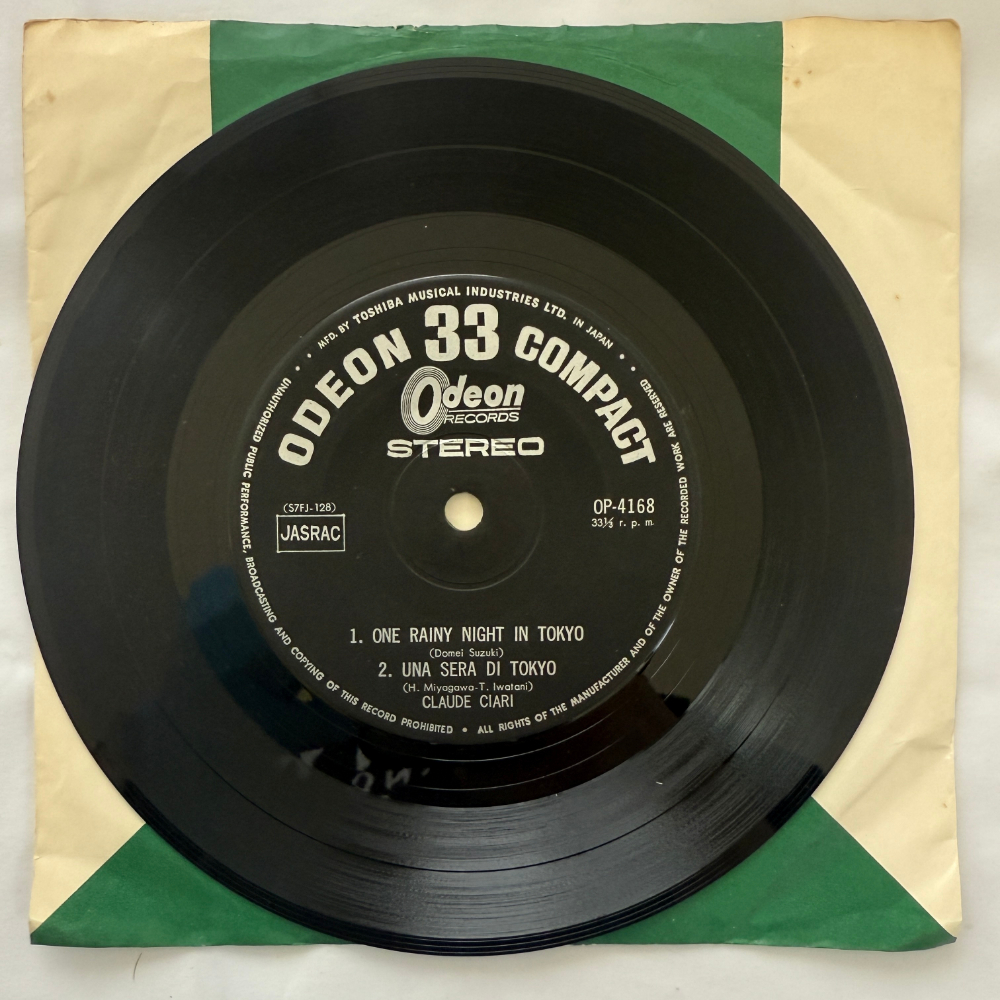 • MFD. BY TOSHIBA MUSICAL INDUSTRIES LTD. IN JAPAN •
ODEON 33 COMPACT
Odeon
RECORDS
STEREO
(S7FJ-128)
JASRAC
OP-4168
33⅓ r. p. m.
1. ONE RAINY NIGHT IN TOKYO
(Domei Suzuki)
2. UNA SERA DI TOKYO
(H. Miyagawa-T. Iwatani)
CLAUDE CIARI
UNAUTHORIZED PUBLIC PERFORMANCE, BROADCASTING AND COPYING OF THIS RECORD PROHIBITED • ALL RIGHTS OF THE MANUFACTURER AND OF THE OWNER OF THE RECORDED WORK ARE RESERVED